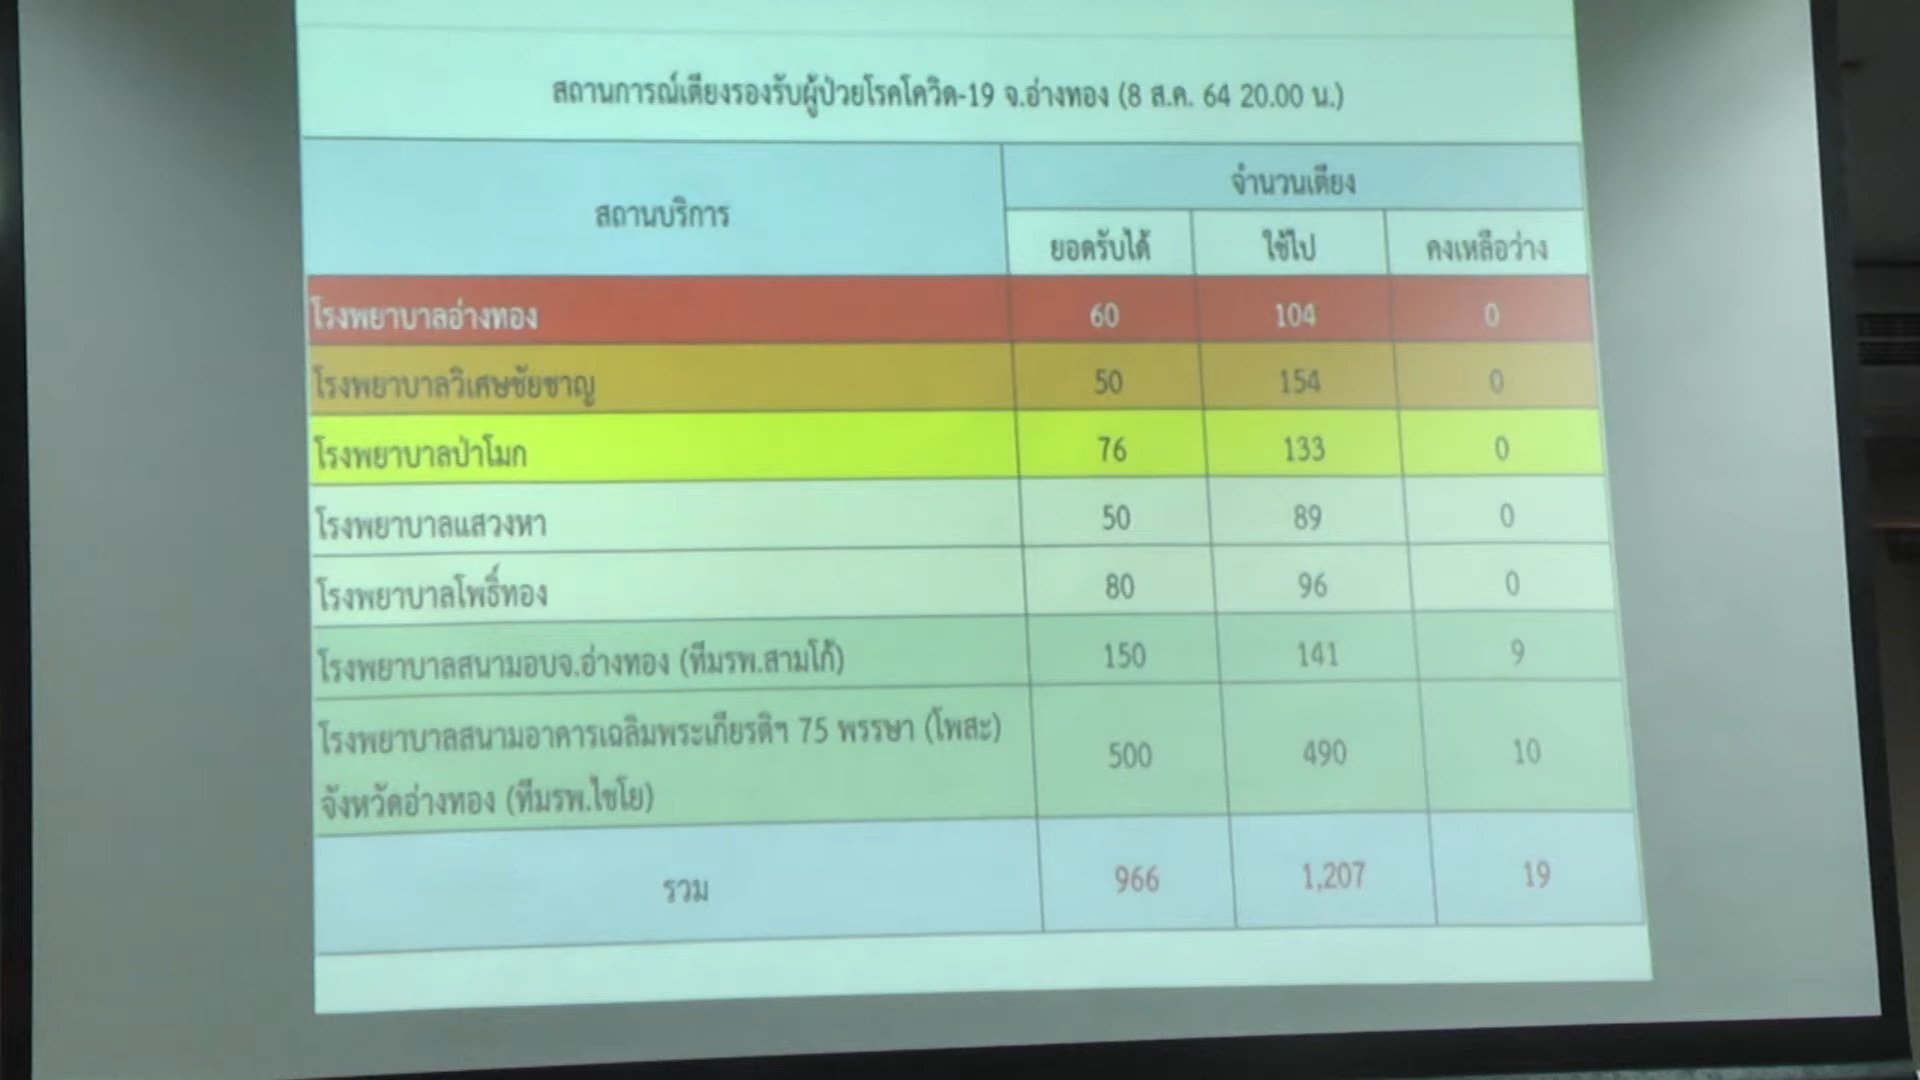 สถานการณ์เตียงรองรับผู้ป่วยโรคโควิด-19 จ.อ่างทอง (8 ส.ค. 64 20.00 น.)
สถานบริการ
จำนวนเตียง
ยอดรับได้ ใช้ไป คงเหลือว่าง
โรงพยาบาลอ่างทอง 60 104 0
โรงพยาบาลวิเศษชัยชาญ 50 154 0
โรงพยาบาลป่าโมก 76 133 0
โรงพยาบาลแสวงหา 50 89 0
โรงพยาบาลโพธิ์ทอง 80 96 0
โรงพยาบาลสนามอบจ.อ่างทอง (ทีมรพ.สามโก้) 150 141 9
โรงพยาบาลสนามอาคารเฉลิมพระเกียรติฯ 75 พรรษา (โพสะ)
จังหวัดอ่างทอง (ทีมรพ.ไชโย) 500 490 10
รวม 966 1,207 19